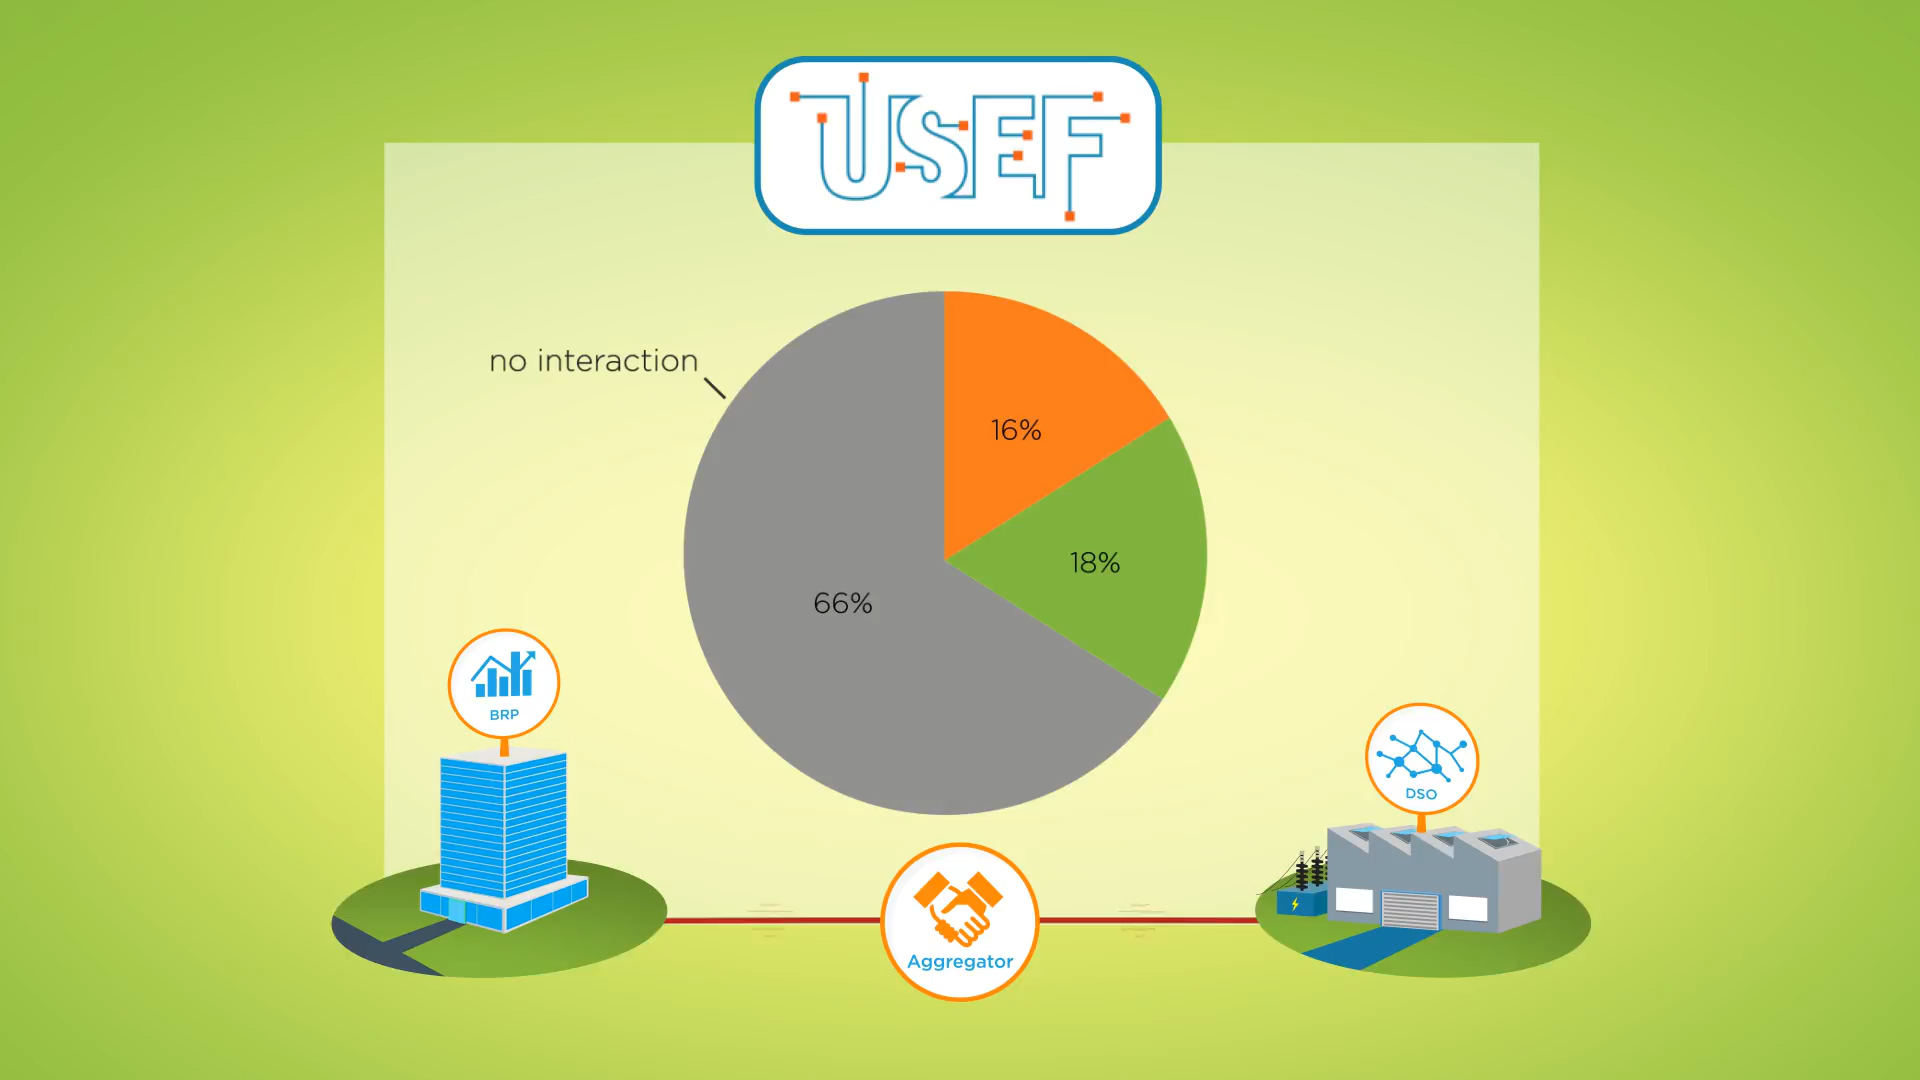 USEF
no interaction
16%
18%
66%
BRP
DSO
Aggregator